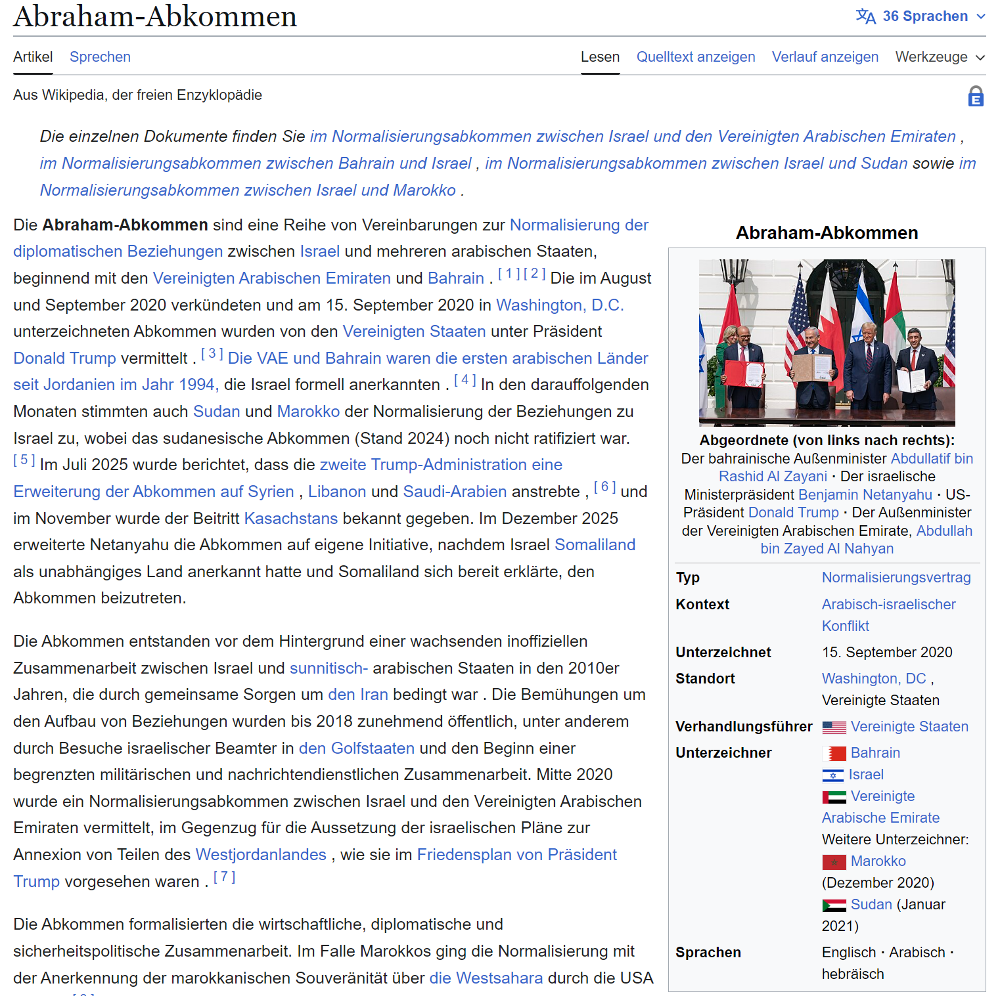 Abraham-Abkommen
36 Sprachen
Artikel Sprechen Lesen Quelltext anzeigen Verlauf anzeigen Werkzeuge
Aus Wikipedia, der freien Enzyklopädie
E
Die einzelnen Dokumente finden Sie im Normalisierungsabkommen zwischen Israel und den Vereinigten Arabischen Emiraten ,
im Normalisierungsabkommen zwischen Bahrain und Israel , im Normalisierungsabkommen zwischen Israel und Sudan sowie im
Normalisierungsabkommen zwischen Israel und Marokko .
Die Abraham-Abkommen sind eine Reihe von Vereinbarungen zur Normalisierung der
diplomatischen Beziehungen zwischen Israel und mehreren arabischen Staaten,
beginnend mit den Vereinigten Arabischen Emiraten und Bahrain . [ 1 ] [ 2 ] Die im August
und September 2020 verkündeten und am 15. September 2020 in Washington, D.C.
unterzeichneten Abkommen wurden von den Vereinigten Staaten unter Präsident
Donald Trump vermittelt . [ 3 ] Die VAE und Bahrain waren die ersten arabischen Länder
seit Jordanien im Jahr 1994, die Israel formell anerkannten . [ 4 ] In den darauffolgenden
Monaten stimmten auch Sudan und Marokko der Normalisierung der Beziehungen zu
Israel zu, wobei das sudanesische Abkommen (Stand 2024) noch nicht ratifiziert war.
[ 5 ] Im Juli 2025 wurde berichtet, dass die zweite Trump-Administration eine
Erweiterung der Abkommen auf Syrien , Libanon und Saudi-Arabien anstrebte , [ 6 ] und
im November wurde der Beitritt Kasachstans bekannt gegeben. Im Dezember 2025
erweiterte Netanyahu die Abkommen auf eigene Initiative, nachdem Israel Somaliland
als unabhängiges Land anerkannt hatte und Somaliland sich bereit erklärte, den
Abkommen beizutreten.
Die Abkommen entstanden vor dem Hintergrund einer wachsenden inoffiziellen
Zusammenarbeit zwischen Israel und sunnitisch- arabischen Staaten in den 2010er
Jahren, die durch gemeinsame Sorgen um den Iran bedingt war . Die Bemühungen um
den Aufbau von Beziehungen wurden bis 2018 zunehmend öffentlich, unter anderem
durch Besuche israelischer Beamter in den Golfstaaten und den Beginn einer
begrenzten militärischen und nachrichtendienstlichen Zusammenarbeit. Mitte 2020
wurde ein Normalisierungsabkommen zwischen Israel und den Vereinigten Arabischen
Emiraten vermittelt, im Gegenzug für die Aussetzung der israelischen Pläne zur
Annexion von Teilen des Westjordanlandes , wie sie im Friedensplan von Präsident
Trump vorgesehen waren . [ 7 ]
Die Abkommen formalisierten die wirtschaftliche, diplomatische und
sicherheitspolitische Zusammenarbeit. Im Falle Marokkos ging die Normalisierung mit
der Anerkennung der marokkanischen Souveränität über die Westsahara durch die USA
Abraham-Abkommen
Abgeordnete (von links nach rechts):
Der bahrainische Außenminister Abdullatif bin
Rashid Al Zayani · Der israelische
Ministerpräsident Benjamin Netanyahu · US-
Präsident Donald Trump · Der Außenminister
der Vereinigten Arabischen Emirate, Abdullah
bin Zayed Al Nahyan
Typ Normalisierungsvertrag
Kontext Arabisch-israelischer
Konflikt
Unterzeichnet 15. September 2020
Standort Washington, DC ,
Vereinigte Staaten
Verhandlungsführer Vereinigte Staaten
Unterzeichner Bahrain
Israel
Vereinigte
Arabische Emirate
Weitere Unterzeichner:
Marokko
(Dezember 2020)
Sudan (Januar
2021)
Sprachen Englisch · Arabisch ·
hebräisch